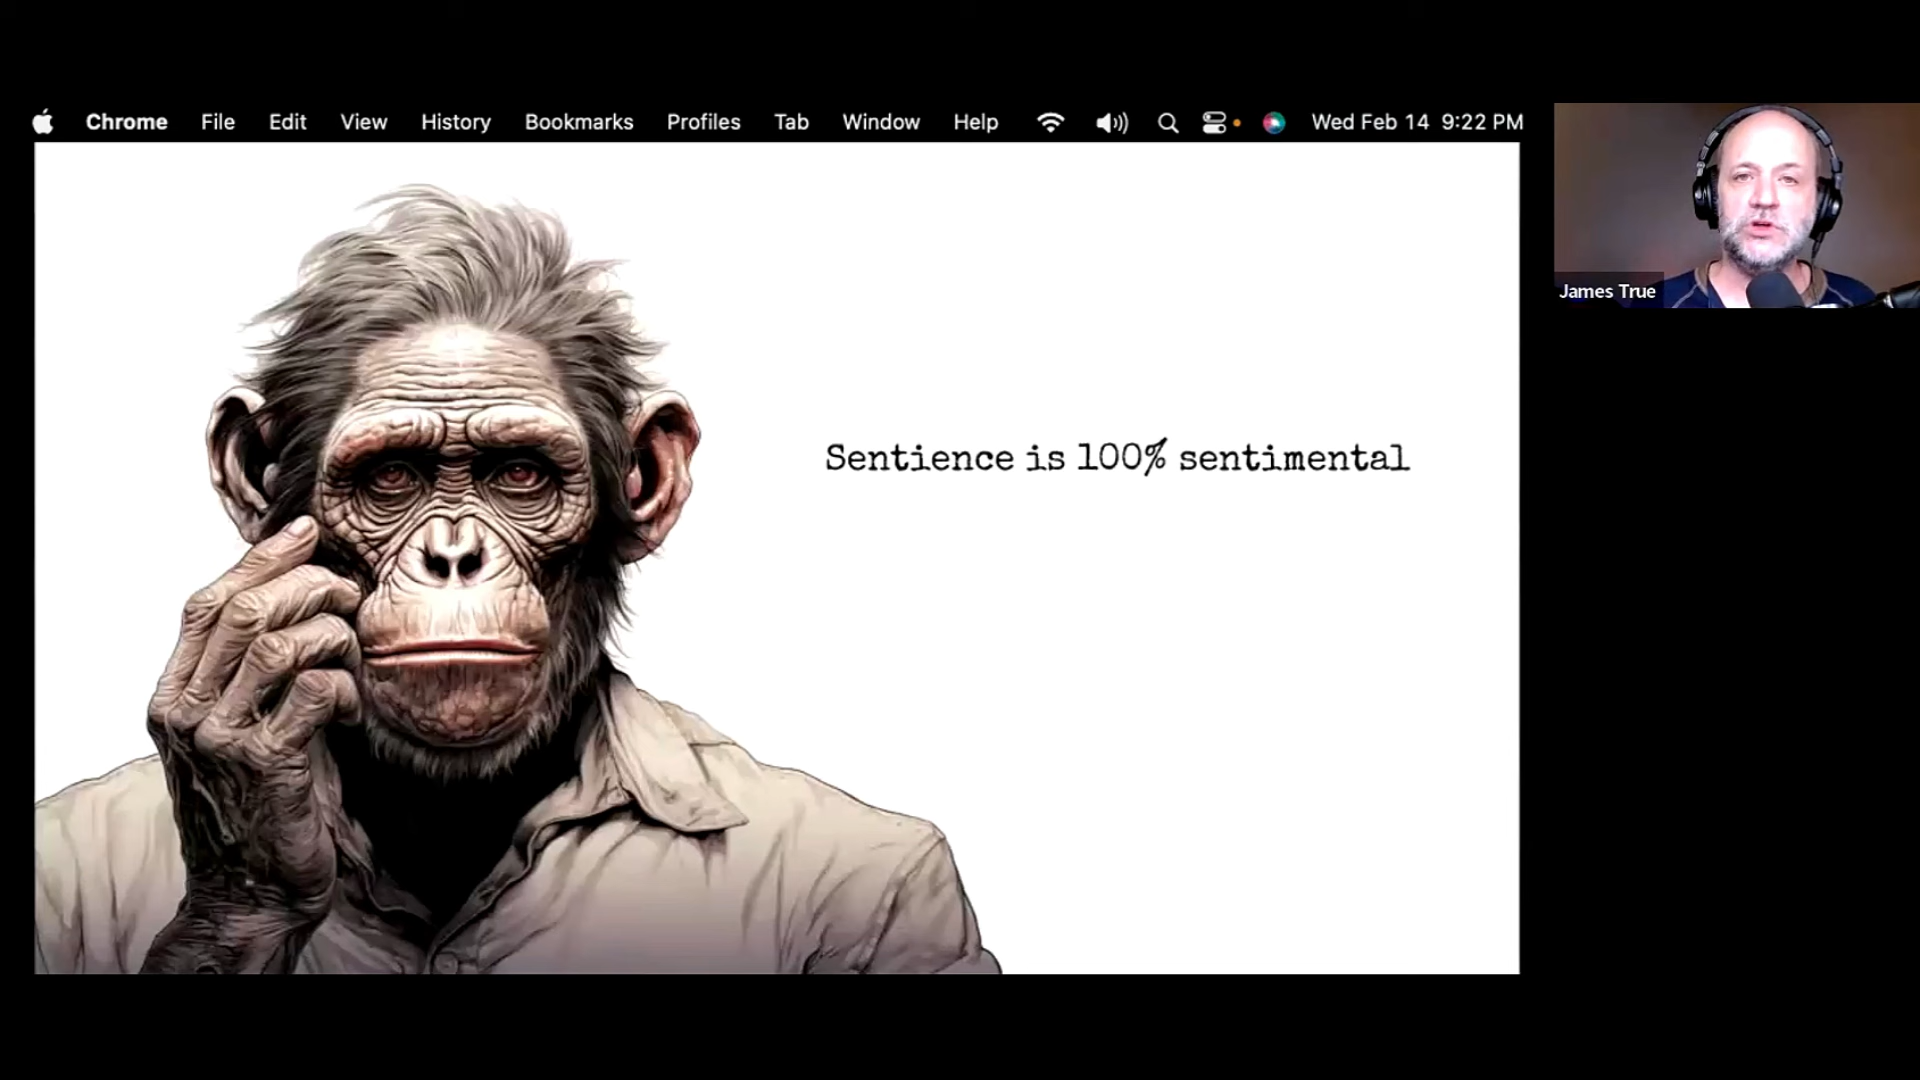 Chrome File Edit View History Bookmarks Profiles Tab Window Help Wed Feb 14 9:22 PM
James True
Sentience is 100% sentimental